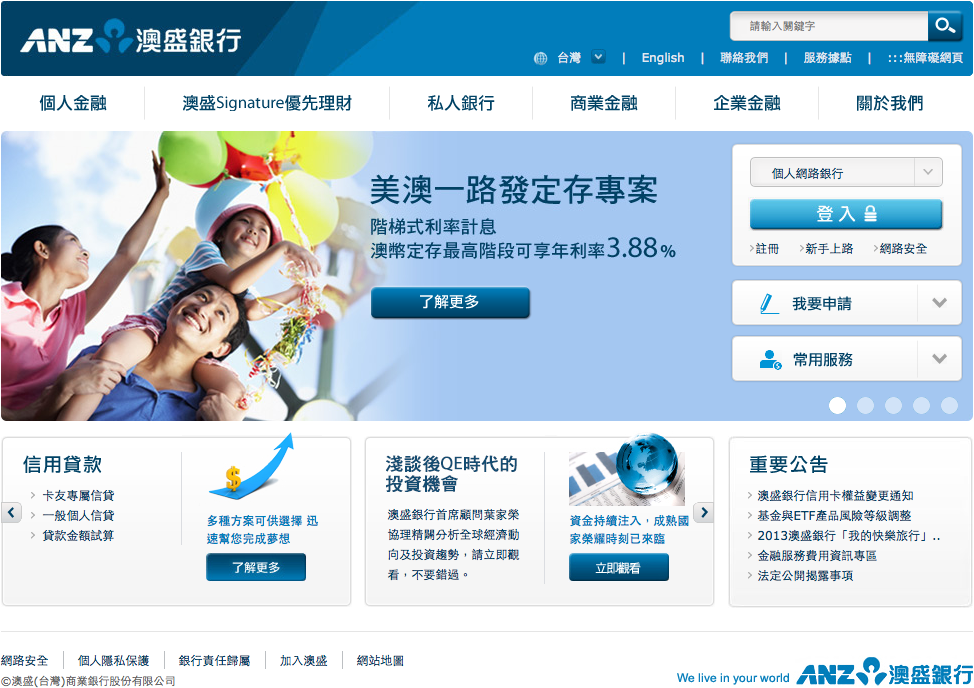 ANZ 澳盛銀行
請輸入關鍵字
台灣 | English | 聯絡我們 | 服務據點 | :::無障礙網頁
個人金融 澳盛Signature優先理財 私人銀行 商業金融 企業金融 關於我們
美澳一路發定存專案
階梯式利率計息
澳幣定存最高階段可享年利率3.88%
了解更多
個人網路銀行
登入
註冊 新手上路 網路安全
我要申請
常用服務
信用貸款
卡友專屬信貸
一般個人信貸
貸款金額試算
多種方案可供選擇 迅
速幫您完成夢想
了解更多
淺談後QE時代的
投資機會
澳盛銀行首席顧問葉家榮
協理精闢分析全球經濟動
向及投資趨勢，請立即觀
看，不要錯過。
資金持續注入，成熟國
家榮耀時刻已來臨
立即觀看
重要公告
澳盛銀行信用卡權益變更通知
基金與ETF產品風險等級調整
2013澳盛銀行「我的快樂旅行」..
金融服務費用資訊專區
法定公開揭露事項
網路安全 個人隱私保護 銀行責任歸屬 加入澳盛 網站地圖
©澳盛(台灣)商業銀行股份有限公司
We live in your world ANZ 澳盛銀行